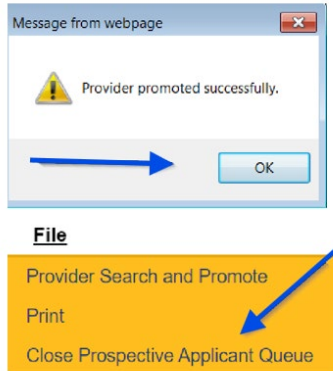 Message from webpage
Provider promoted successfully.
OK
File
Provider Search and Promote
Print
Close Prospective Applicant Queue